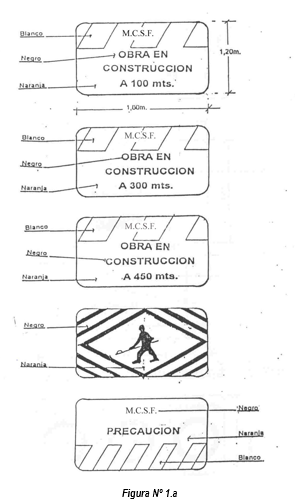 Blanco
M.C.S.F.
Negro
OBRA EN
CONSTRUCCION
Naranja
A 100 mts.
1,20m.
1,60m.
Blanco
M.C.S.F.
Negro
OBRA EN
CONSTRUCCION
Naranja
A 300 mts.
Blanco
M.C.S.F.
Negro
OBRA EN
CONSTRUCCION
Naranja
A 450 mts.
Negro
Naranja
M.C.S.F.
Negro
PRECAUCION
Naranja
Blanco
Figura Nº 1.a